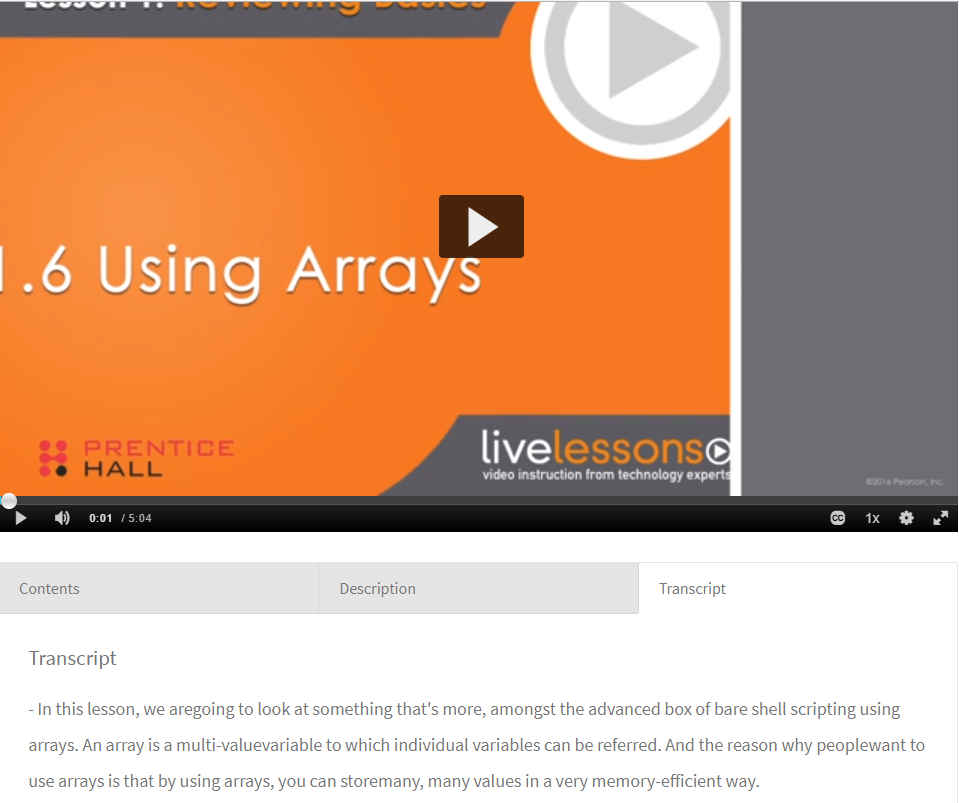 Lesson 1: Reviewing Basics
1.6 Using Arrays
PRENTICE
HALL
livelessons
video instruction from technology experts
©2016 Pearson, Inc.
0:01 / 5:04
CC
1x
Contents
Description
Transcript
Transcript
- In this lesson, we aregoing to look at something that's more, amongst the advanced box of bare shell scripting using
arrays. An array is a multi-valuevariable to which individual variables can be referred. And the reason why peoplewant to
use arrays is that by using arrays, you can storemany, many values in a very memory-efficient way.